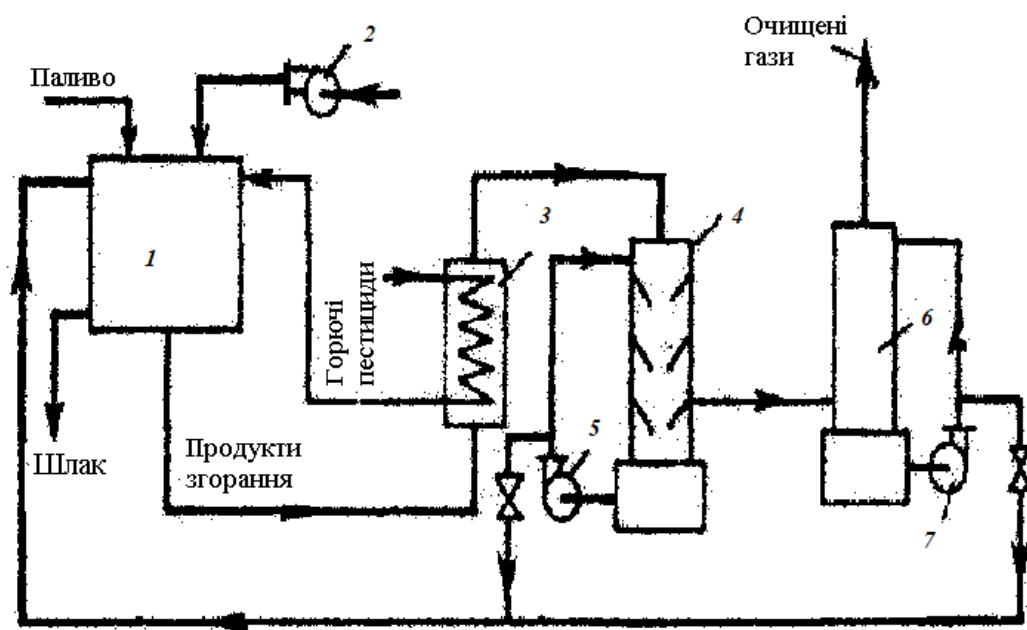 Очищені
гази
2
Паливо
3
4
1
Горючі
пестициди
6
5
Продукти
згорання
Шлак
7